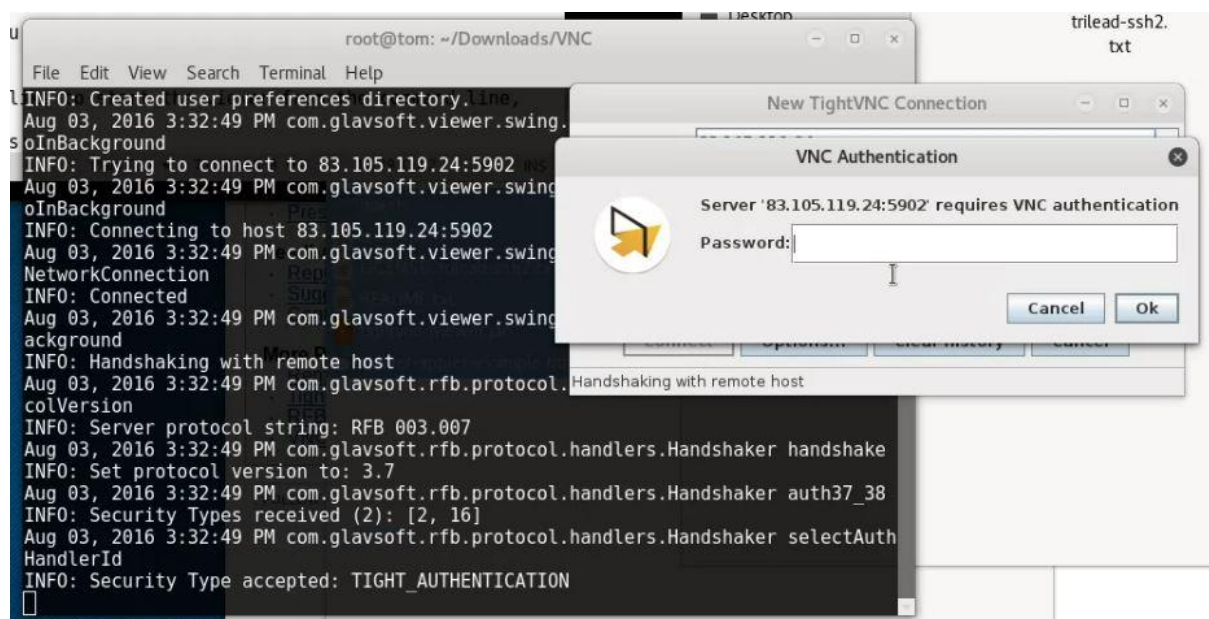 Desktop
trilead-ssh2.
txt
root@tom: ~/Downloads/VNC
File Edit View Search Terminal Help
INFO: Created user preferences directory.
Aug 03, 2016 3:32:49 PM com.glavsoft.viewer.swing.
oInBackground
INFO: Trying to connect to 83.105.119.24:5902
Aug 03, 2016 3:32:49 PM com.glavsoft.viewer.swing
oInBackground
INFO: Connecting to host 83.105.119.24:5902
Aug 03, 2016 3:32:49 PM com.glavsoft.viewer.swing
NetworkConnection
INFO: Connected
Aug 03, 2016 3:32:49 PM com.glavsoft.viewer.swing
ackground
INFO: Handshaking with remote host
Aug 03, 2016 3:32:49 PM com.glavsoft.rfb.protocol.
colVersion
INFO: Server protocol string: RFB 003.007
Aug 03, 2016 3:32:49 PM com.glavsoft.rfb.protocol.handlers.Handshaker handshake
INFO: Set protocol version to: 3.7
Aug 03, 2016 3:32:49 PM com.glavsoft.rfb.protocol.handlers.Handshaker auth37_38
INFO: Security Types received (2): [2, 16]
Aug 03, 2016 3:32:49 PM com.glavsoft.rfb.protocol.handlers.Handshaker selectAuth
HandlerId
INFO: Security Type accepted: TIGHT_AUTHENTICATION
New TightVNC Connection
VNC Authentication
Server '83.105.119.24:5902' requires VNC authentication
Password:
Cancel Ok
Connect Options... Clear history Cancel
Handshaking with remote host